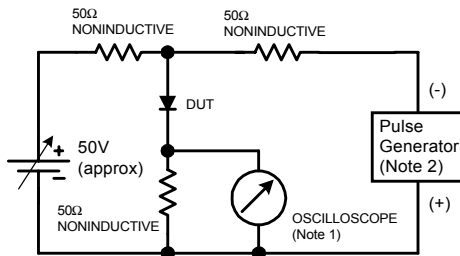 50Ω
NONINDUCTIVE
50Ω
NONINDUCTIVE
(-)
DUT
Pulse
Generator
(Note 2)
+
50V
(approx)
−
50Ω
NONINDUCTIVE
(+)
OSCILLOSCOPE
(Note 1)